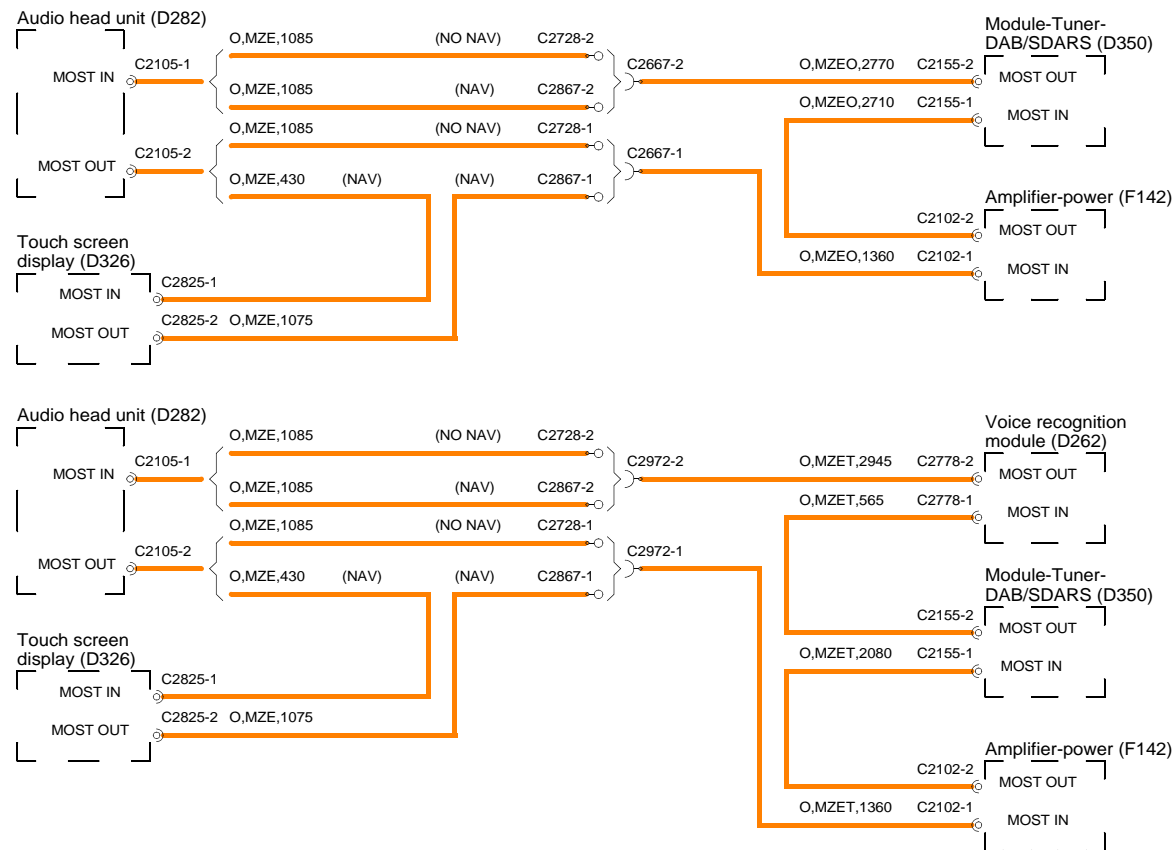 Audio head unit (D282)
MOST IN
C2105-1
O,MZE,1085 (NO NAV) C2728-2
O,MZE,1085 (NAV) C2867-2
C2667-2
O,MZEO,2770 C2155-2
Module-Tuner-
DAB/SDARS (D350)
MOST OUT
O,MZEO,2710 C2155-1
MOST IN
MOST OUT
C2105-2
O,MZE,1085 (NO NAV) C2728-1
O,MZE,430 (NAV) (NAV) C2867-1
C2667-1
Amplifier-power (F142)
C2102-2
MOST OUT
O,MZEO,1360 C2102-1
MOST IN
Touch screen
display (D326)
MOST IN
C2825-1
MOST OUT
C2825-2 O,MZE,1075
Audio head unit (D282)
MOST IN
C2105-1
O,MZE,1085 (NO NAV) C2728-2
O,MZE,1085 (NAV) C2867-2
C2972-2
O,MZET,2945 C2778-2
Voice recognition
module (D262)
MOST OUT
O,MZET,565 C2778-1
MOST IN
MOST OUT
C2105-2
O,MZE,1085 (NO NAV) C2728-1
O,MZE,430 (NAV) (NAV) C2867-1
C2972-1
Module-Tuner-
DAB/SDARS (D350)
C2155-2
MOST OUT
O,MZET,2080 C2155-1
MOST IN
Touch screen
display (D326)
MOST IN
C2825-1
MOST OUT
C2825-2 O,MZE,1075
Amplifier-power (F142)
C2102-2
MOST OUT
O,MZET,1360 C2102-1
MOST IN